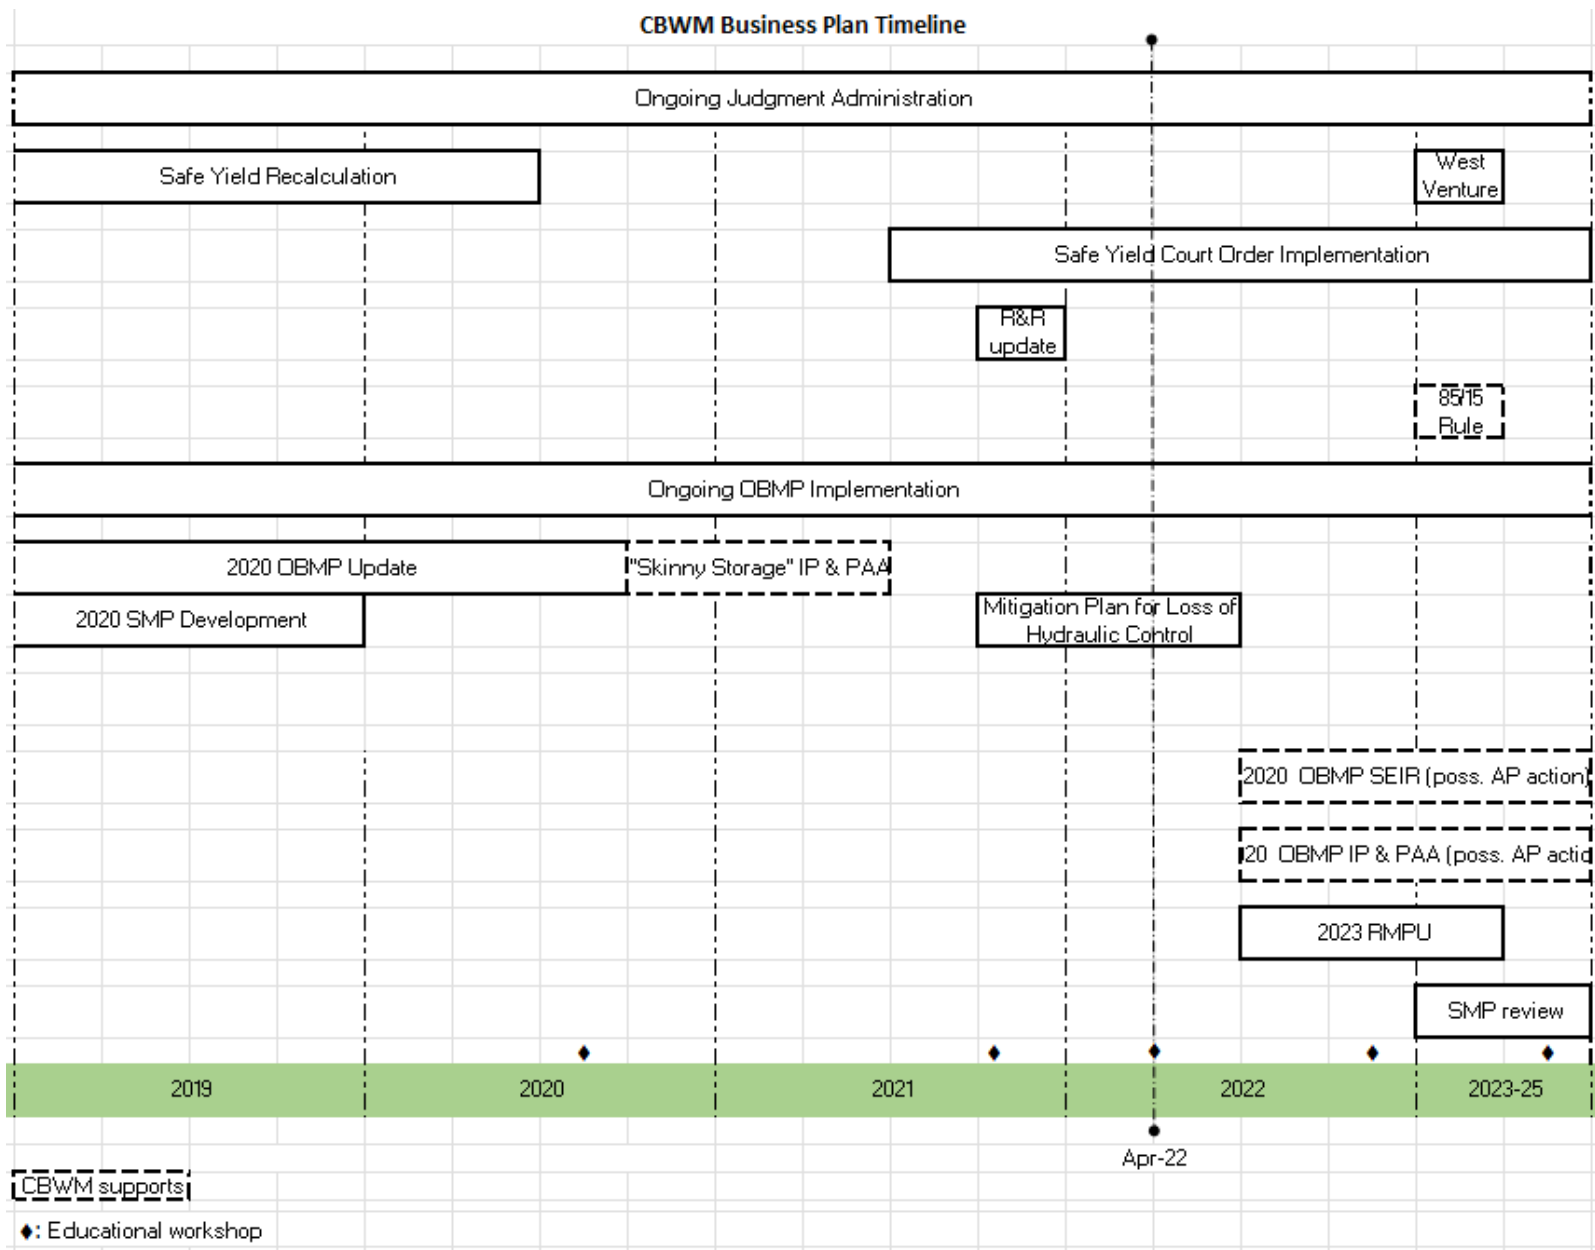 CBWM Business Plan Timeline
Ongoing Judgment Administration
Safe Yield Recalculation
West
Venture
Safe Yield Court Order Implementation
R&R
update
85/15
Rule
Ongoing OBMP Implementation
2020 OBMP Update
"Skinny Storage" IP & PAA
2020 SMP Development
Mitigation Plan for Loss of
Hydraulic Control
2020 OBMP SEIR (poss. AP action)
20 OBMP IP & PAA (poss. AP actio
2023 RMPU
SMP review
2019 2020 2021 2022 2023-25
Apr-22
CBWM supports
♦: Educational workshop